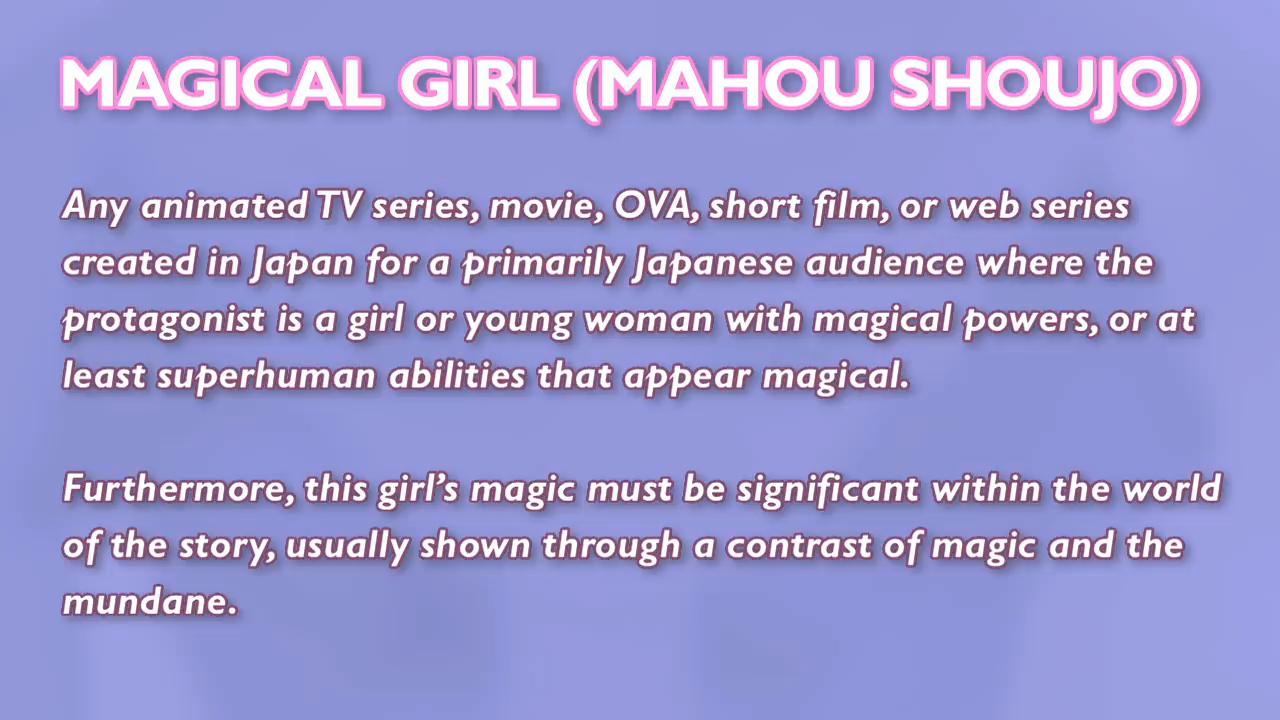 MAGICAL GIRL (MAHOU SHOUJO)
Any animated TV series, movie, OVA, short film, or web series
created in Japan for a primarily Japanese audience where the
protagonist is a girl or young woman with magical powers, or at
least superhuman abilities that appear magical.
Furthermore, this girl’s magic must be significant within the world
of the story, usually shown through a contrast of magic and the
mundane.